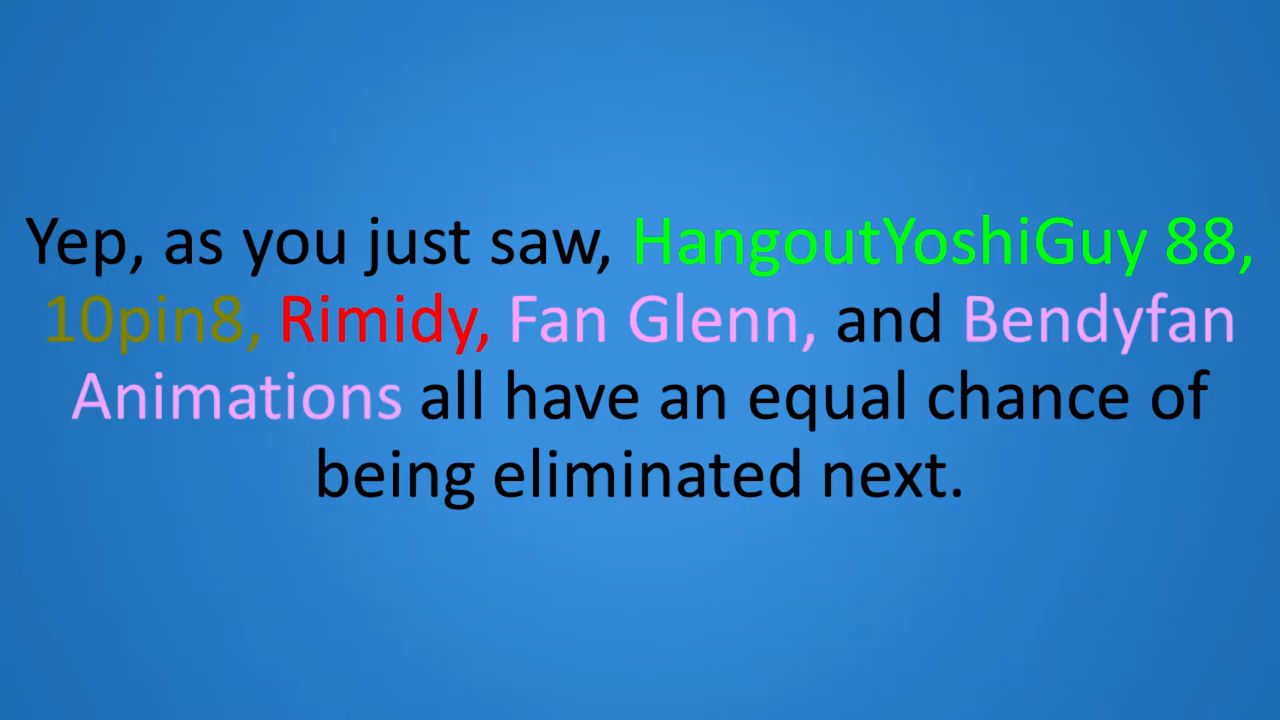 Yep, as you just saw, HangoutYoshiGuy 88,
10pin8, Rimidy, Fan Glenn, and Bendyfan
Animations all have an equal chance of
being eliminated next.